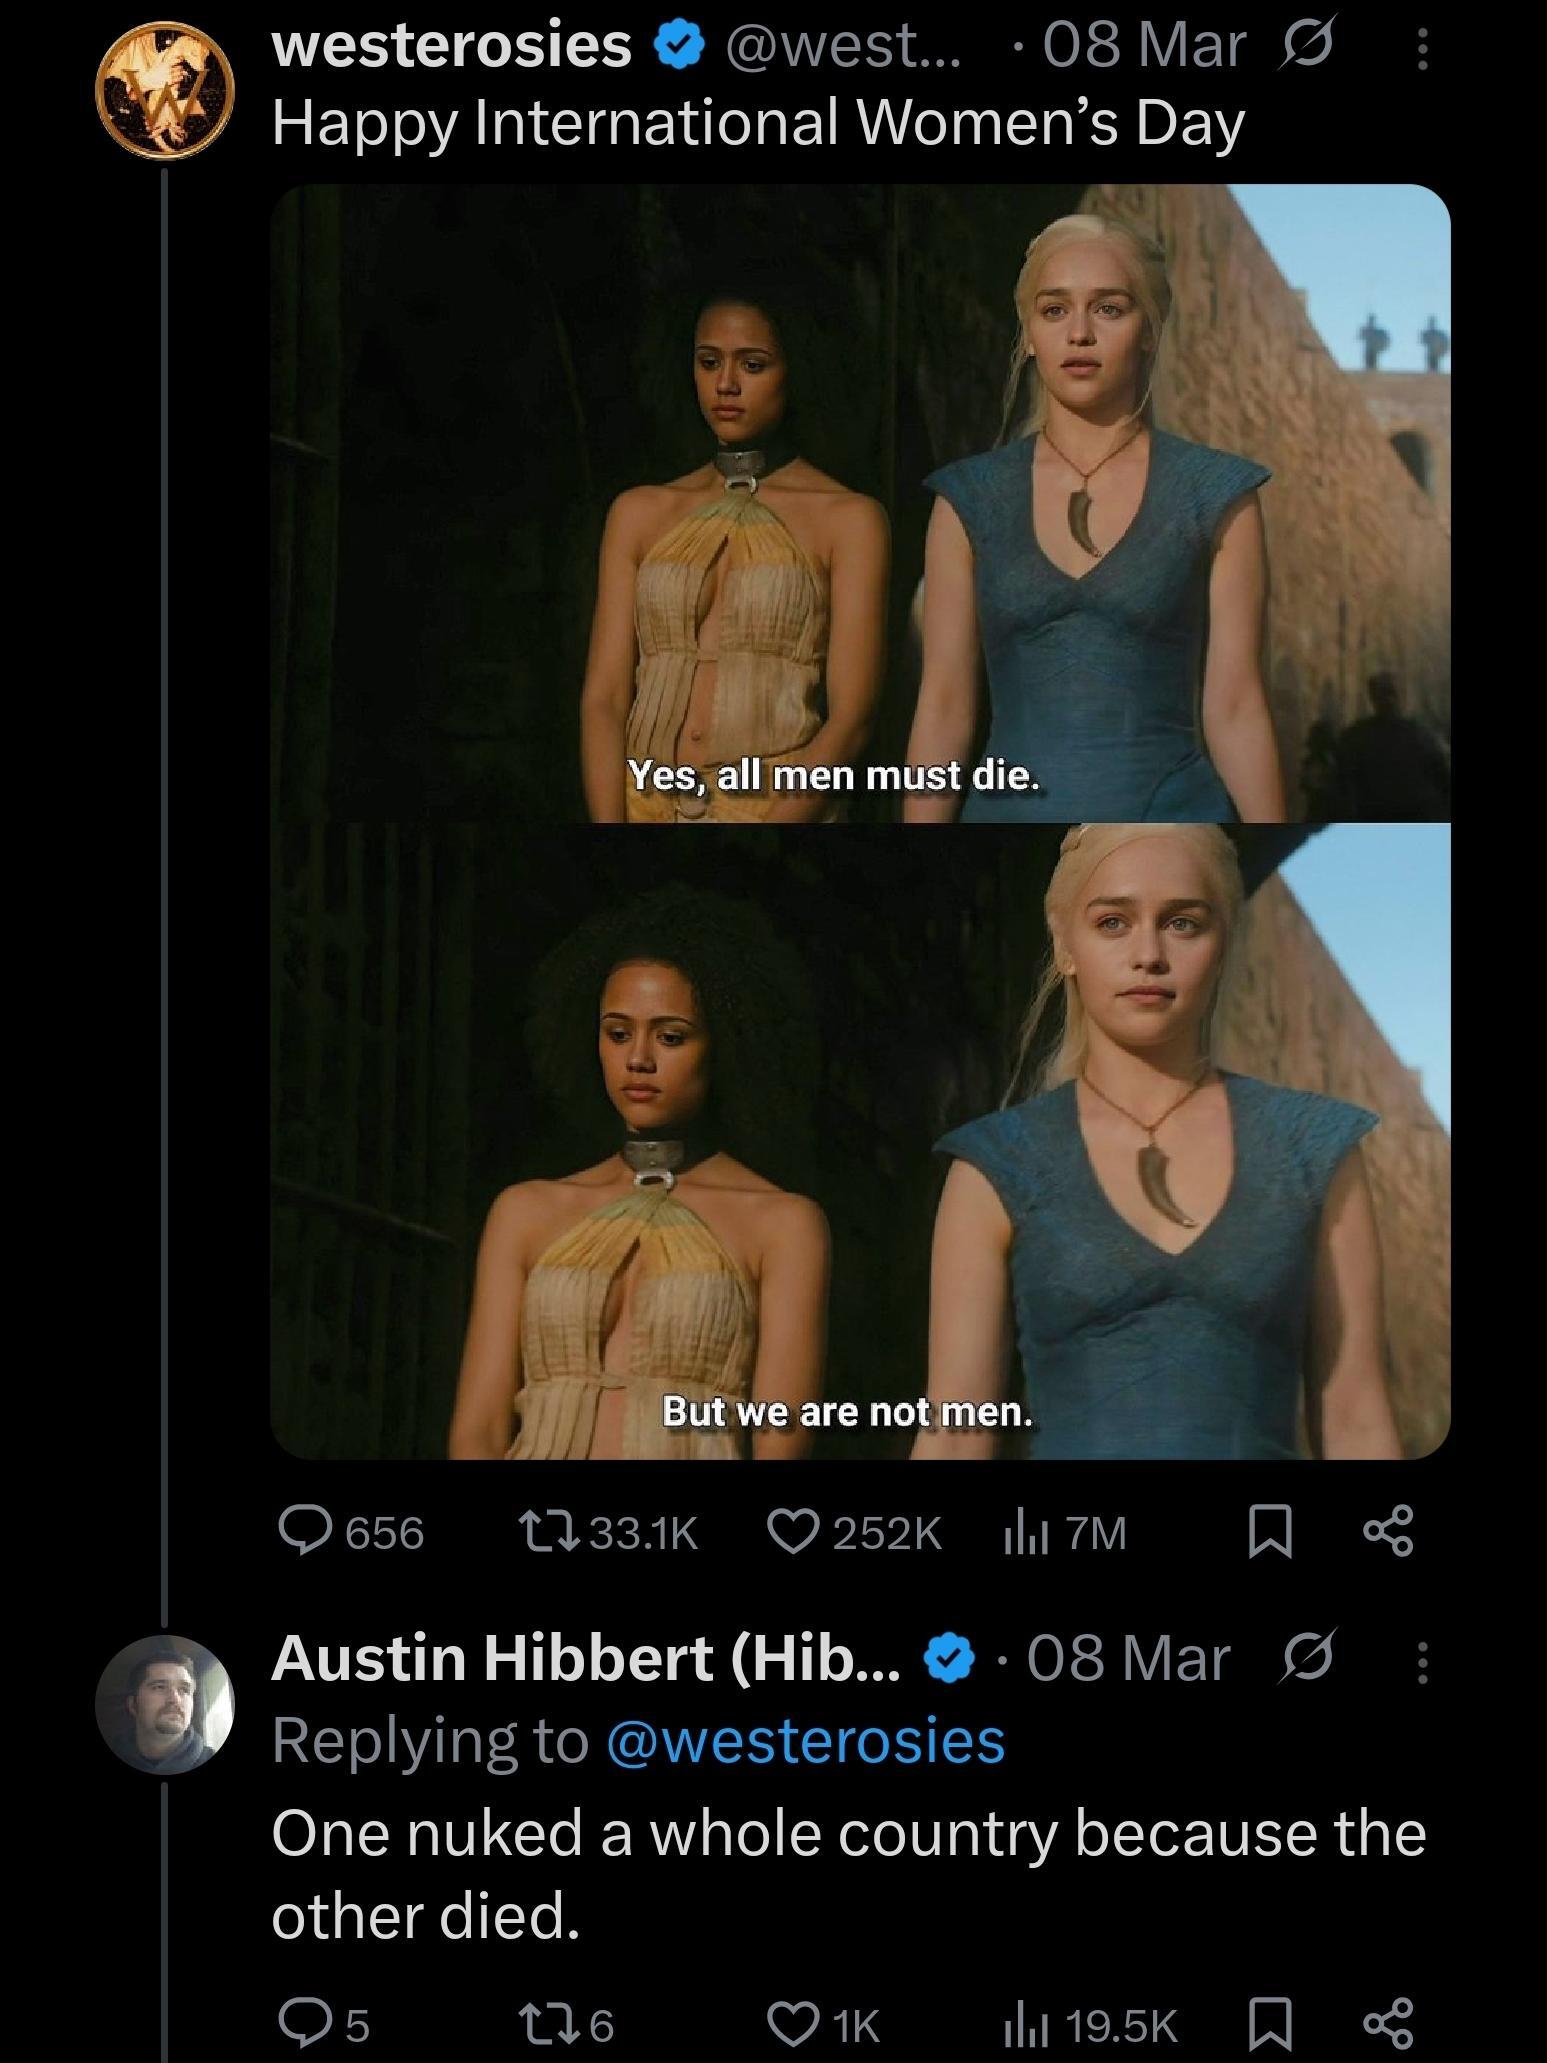 westerosies @west... · 08 Mar
Happy International Women’s Day
Yes, all men must die.
But we are not men.
656 33.1K 252K 7M
Austin Hibbert (Hib... · 08 Mar
Replying to @westerosies
One nuked a whole country because the
other died.
5 6 1K 19.5K